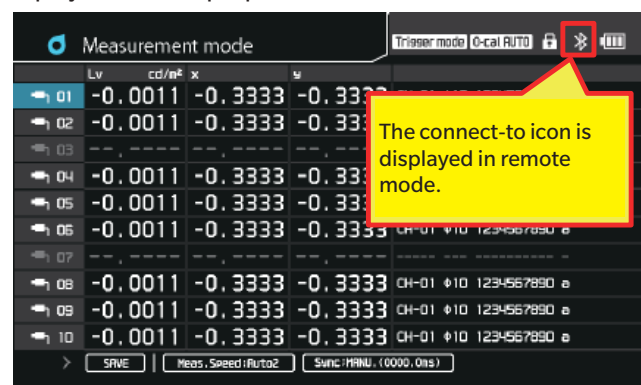 Measurement mode Trigger mode 0-cal AUTO
Lv cd/m² x y
01 -0.0011 -0.3333 -0.3333
02 -0.0011 -0.3333 -0.3333
03 --.---- --.---- --.----
04 -0.0011 -0.3333 -0.3333
05 -0.0011 -0.3333 -0.3333
06 -0.0011 -0.3333 -0.3333 CH-01 Φ10 1234567890 a
07 --.---- --.---- --.---- ----- --- ---------- -
08 -0.0011 -0.3333 -0.3333 CH-01 Φ10 1234567890 a
09 -0.0011 -0.3333 -0.3333 CH-01 Φ10 1234567890 a
10 -0.0011 -0.3333 -0.3333 CH-01 Φ10 1234567890 a
> SAVE Meas.Speed:Auto2 Sync:MANU.(0000.0ms)
The connect-to icon is
displayed in remote
mode.